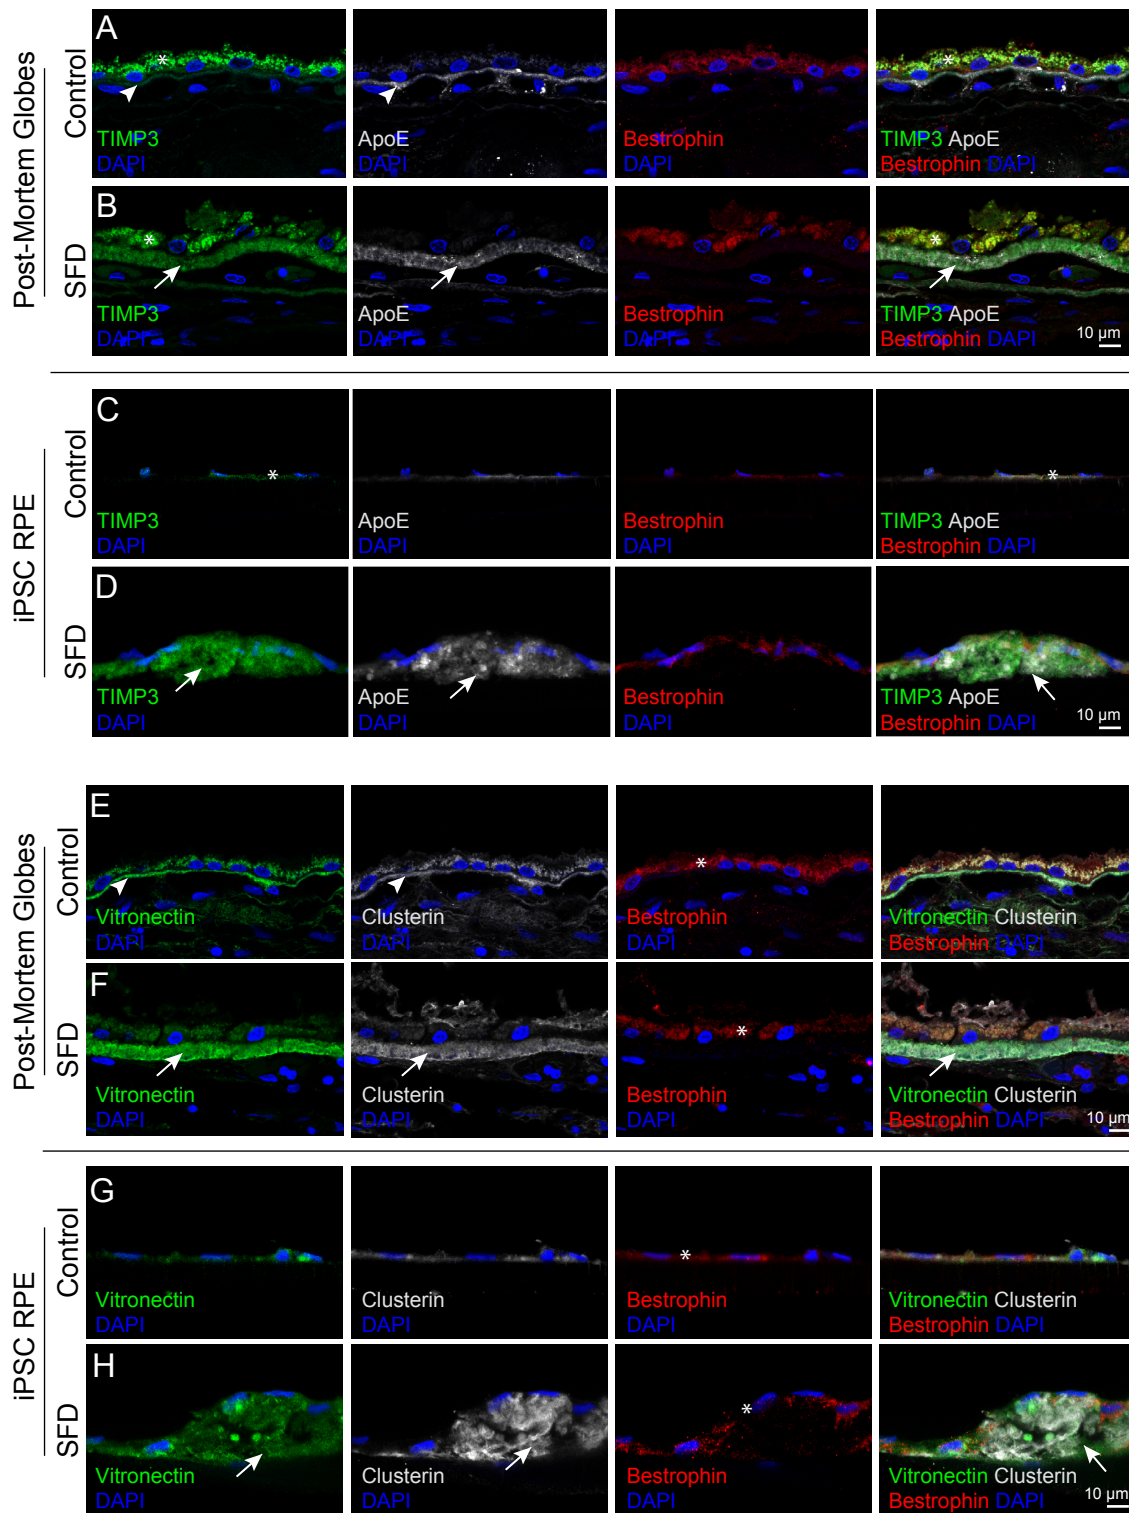 Post-Mortem Globes
Control
A
TIMP3
DAPI
ApoE
DAPI
Bestrophin
DAPI
TIMP3 ApoE
Bestrophin DAPI
SFD
B
TIMP3
DAPI
ApoE
DAPI
Bestrophin
DAPI
TIMP3 ApoE
Bestrophin DAPI
10 µm
iPSC RPE
Control
C
TIMP3
DAPI
ApoE
DAPI
Bestrophin
DAPI
TIMP3 ApoE
Bestrophin DAPI
SFD
D
TIMP3
DAPI
ApoE
DAPI
Bestrophin
DAPI
TIMP3 ApoE
Bestrophin DAPI
10 µm
Post-Mortem Globes
Control
E
Vitronectin
DAPI
Clusterin
DAPI
Bestrophin
DAPI
Vitronectin Clusterin
Bestrophin DAPI
SFD
F
Vitronectin
DAPI
Clusterin
DAPI
Bestrophin
DAPI
Vitronectin Clusterin
Bestrophin DAPI
10 µm
iPSC RPE
Control
G
Vitronectin
DAPI
Clusterin
DAPI
Bestrophin
DAPI
Vitronectin Clusterin
Bestrophin DAPI
SFD
H
Vitronectin
DAPI
Clusterin
DAPI
Bestrophin
DAPI
Vitronectin Clusterin
Bestrophin DAPI
10 µm